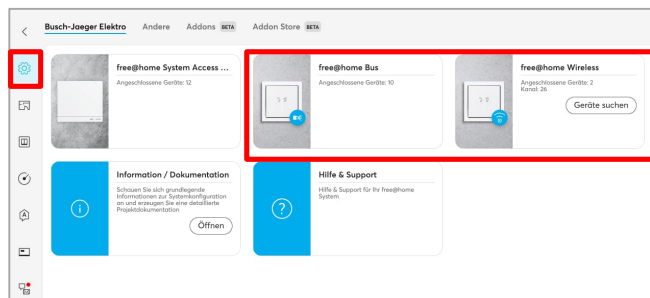 Busch-Jaeger Elektro Andere Addons BETA Addon Store BETA
free@home System Access ...
Angeschlossene Geräte: 12
free@home Bus
Angeschlossene Geräte: 10
free@home Wireless
Angeschlossene Geräte: 2
Kanal: 26
Geräte suchen
Information / Dokumentation
Schauen Sie sich grundlegende
Informationen zur Systemkonfiguration
an und erzeugen Sie eine detaillierte
Projektdokumentation
Öffnen
Hilfe & Support
Hilfe & Support für Ihr free@home
System